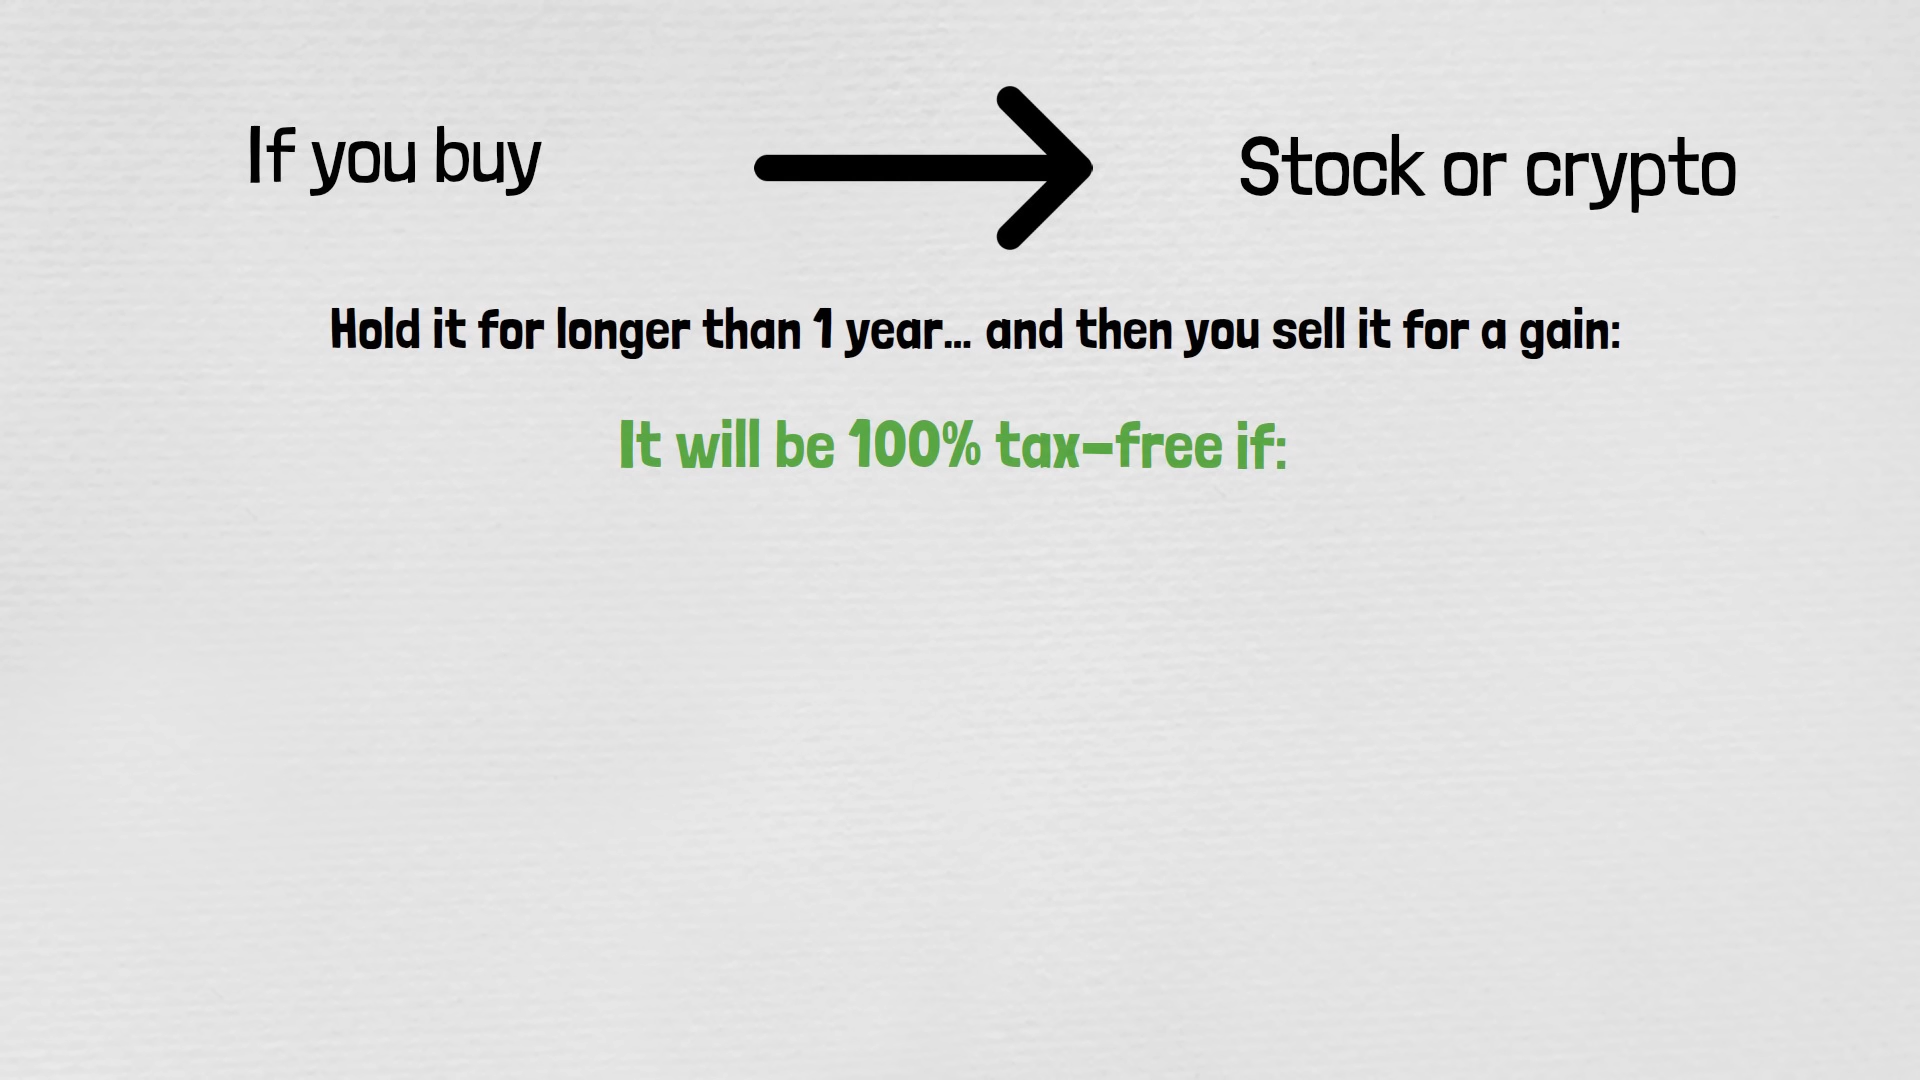 If you buy
Stock or crypto
Hold it for longer than 1 year... and then you sell it for a gain:
It will be 100% tax-free if: